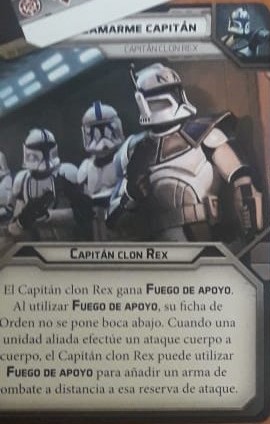 AMARME CAPITÁN
CAPITÁN CLON REX
CAPITÁN CLON REX
El Capitán clon Rex gana FUEGO DE APOYO.
Al utilizar FUEGO DE APOYO, su ficha de
Orden no se pone boca abajo. Cuando una
unidad aliada efectúe un ataque cuerpo a
cuerpo, el Capitán clon Rex puede utilizar
FUEGO DE APOYO para añadir un arma de
ombate a distancia a esa reserva de ataque.